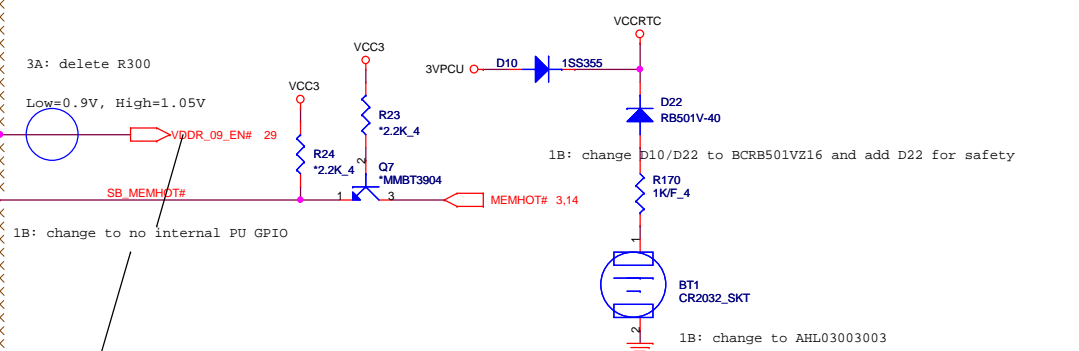 VCCRTC
3A: delete R300
VCC3
3VPCU
D10
1SS355
VCC3
Low=0.9V, High=1.05V
D22
RB501V-40
R23
*2.2K_4
VDDR_09_EN# 29
R24
*2.2K_4
2
1B: change D10/D22 to BCRB501VZ16 and add D22 for safety
Q7
*MMBT3904
R170
1K/F_4
SB_MEMHOT#
1
3
MEMHOT# 3,14
1B: change to no internal PU GPIO
1
BT1
CR2032_SKT
2
1B: change to AHL03003003